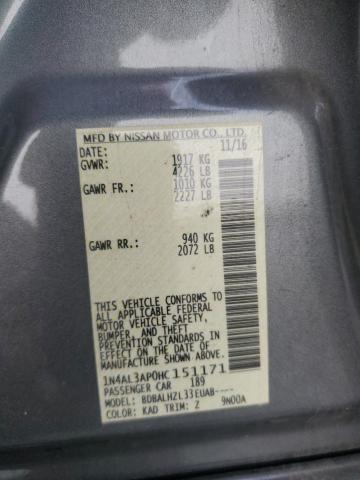 MFD BY NISSAN MOTOR CO., LTD.
DATE: 11/16
GVWR: 1917 KG
4226 LB
GAWR FR.: 1010 KG
2227 LB
GAWR RR.: 940 KG
2072 LB
THIS VEHICLE CONFORMS TO
ALL APPLICABLE FEDERAL
MOTOR VEHICLE SAFETY,
BUMPER, AND THEFT
PREVENTION STANDARDS IN
EFFECT ON THE DATE OF
MANUFACTURE SHOWN ABOVE.
1N4AL3AP0HC151171
PASSENGER CAR 189
BDBALHZL33EUAB----
COLOR: KAD TRIM: Z 9N00A